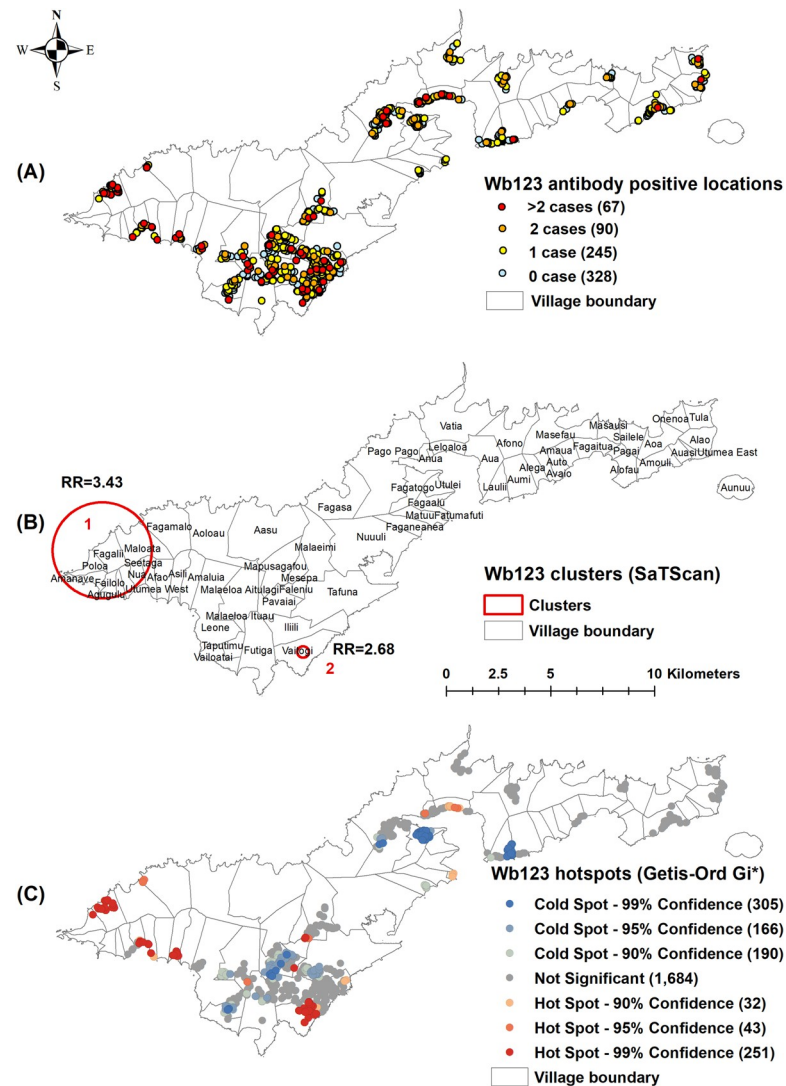 N
W E
S
(A)
Wb123 antibody positive locations
>2 cases (67)
2 cases (90)
1 case (245)
0 case (328)
Village boundary
(B)
RR=3.43
1
RR=2.68
2
Onenoa
Tula
Masausi
Vatia
Sailele
Afono
Masefau
Leloaloa
Aoa
Alao
Pago Pago
Fagaitua
Amaua
Pagai
Anua
Aua
Auasi
Utumea East
Auto
Alega
Amouli
Avaio
Alofau
Aumi
Fagatogo
Utulei
Laulii
Aunuu
Fagasa
Fagaalu
Matuu
Fatumafuti
Faganeanea
Fagamalo
Aoloau
Aasu
Nuuuli
Maloata
Malaeimi
Fagalii
Poloa
Seetaga
Mapusagafou
Amanave
Nua
Afao
Asili
Amaluia
Mesepa
Failolo
Agugulu
Utumea West
Malaeloa Aitulagi
Faleniu
Tafuna
Pavaiai
Malaeloa Ituau
Leone
Iliili
Taputimu
Vailoatai
Futiga
Vaitogi
Wb123 clusters (SaTScan)
Clusters
Village boundary
0 2.5 5 10 Kilometers
(C)
Wb123 hotspots (Getis-Ord Gi*)
Cold Spot - 99% Confidence (305)
Cold Spot - 95% Confidence (166)
Cold Spot - 90% Confidence (190)
Not Significant (1,684)
Hot Spot - 90% Confidence (32)
Hot Spot - 95% Confidence (43)
Hot Spot - 99% Confidence (251)
Village boundary